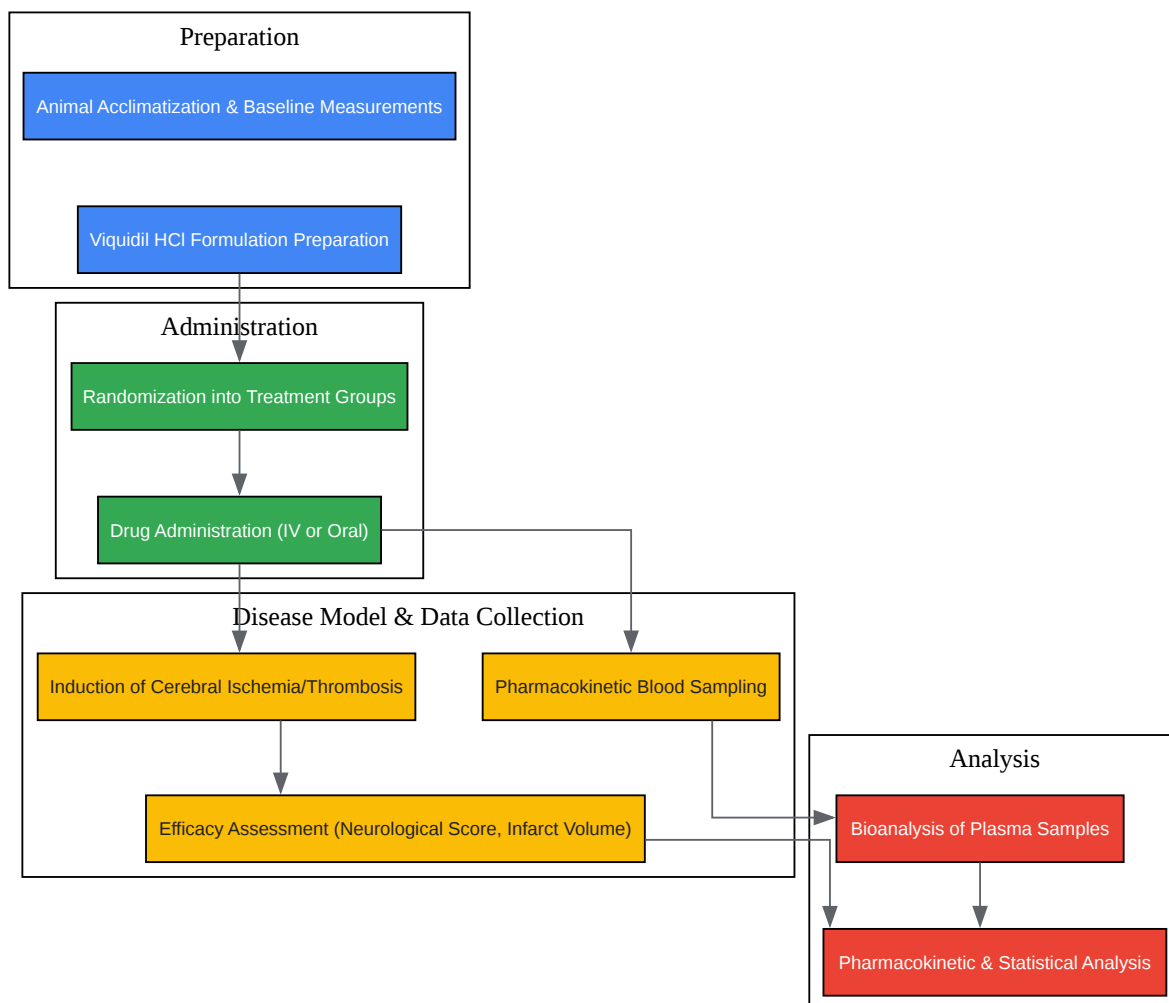 Preparation
Animal Acclimatization & Baseline Measurements
Viquidil HCl Formulation Preparation
Administration
Randomization into Treatment Groups
Drug Administration (IV or Oral)
Disease Model & Data Collection
Induction of Cerebral Ischemia/Thrombosis
Pharmacokinetic Blood Sampling
Efficacy Assessment (Neurological Score, Infarct Volume)
Analysis
Bioanalysis of Plasma Samples
Pharmacokinetic & Statistical Analysis